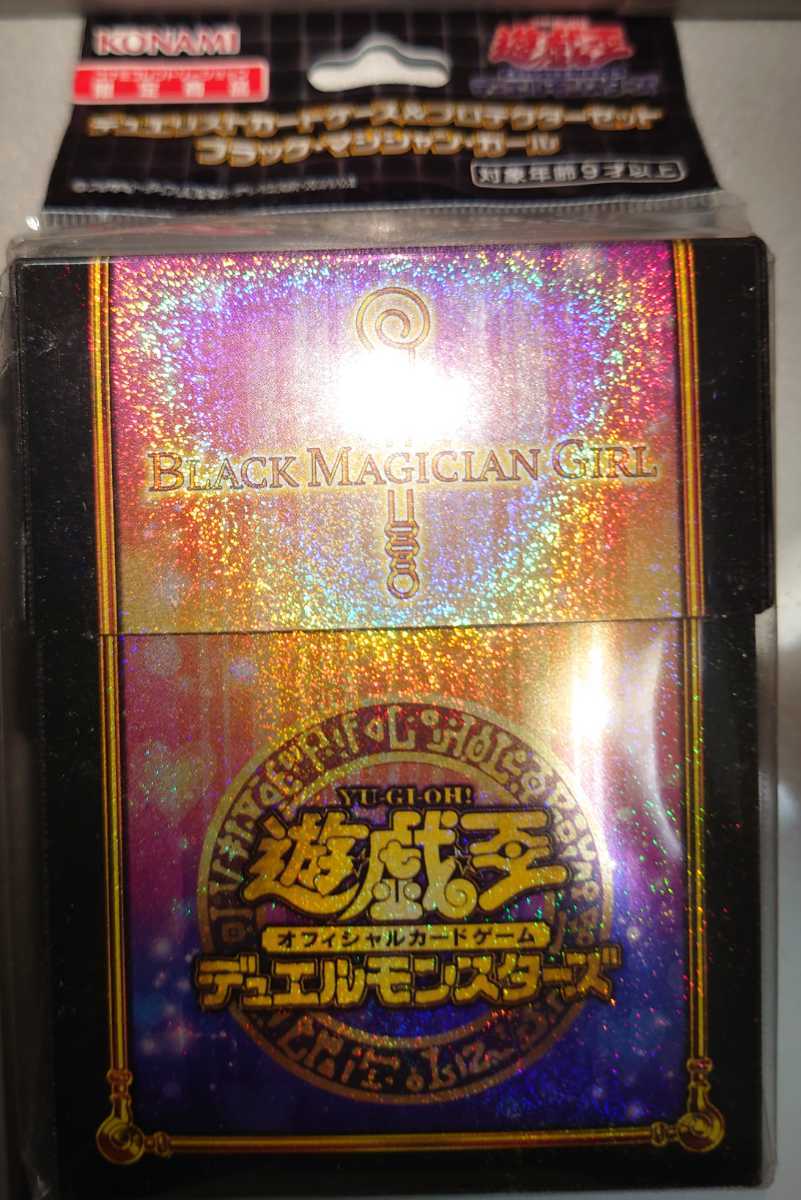 KONAMI
遊戯王
限定商品
デュエリストカードケース&プロテクターセット
ブラック・マジシャン・ガール
対象年齢9才以上
BLACK MAGICIAN GIRL
YU-GI-OH!
遊戯王
オフィシャルカードゲーム
デュエルモンスターズ